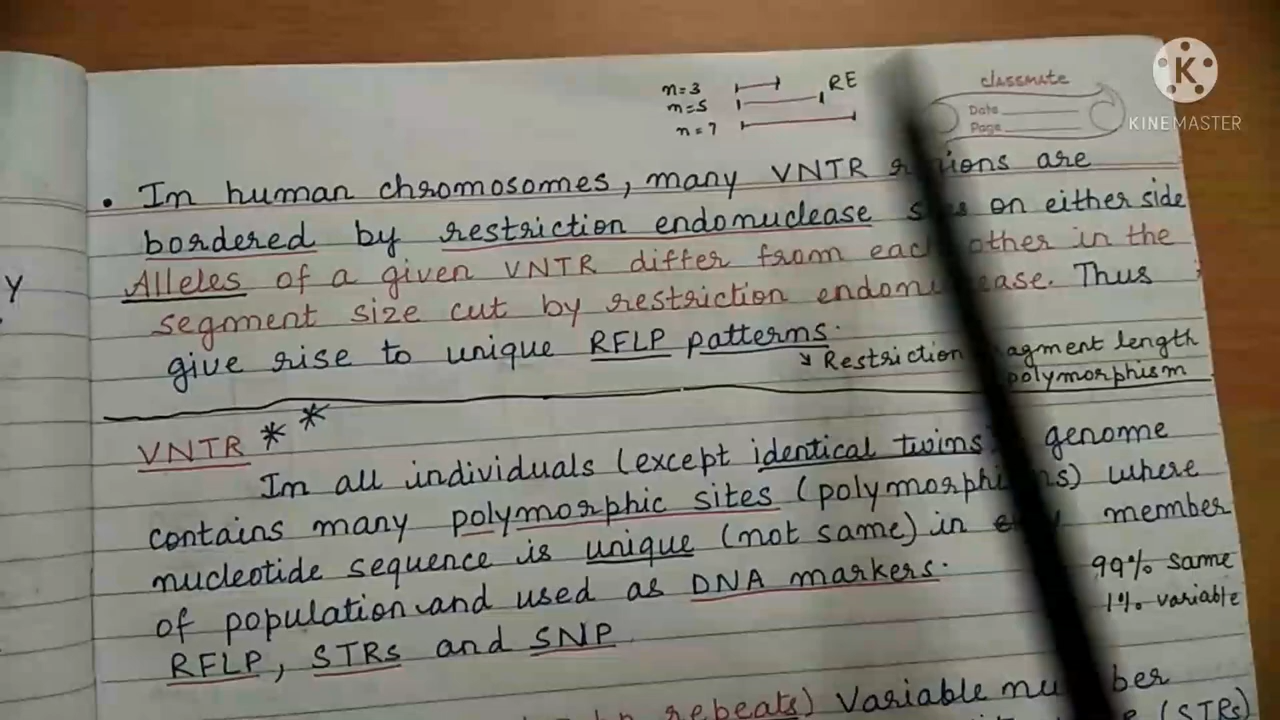 n=3
n=5
n=7
RE
classmate
Date
Page
K
KINEMASTER
• In human chromosomes, many VNTR are
bordered by restriction endonuclease on either side
Alleles of a given VNTR differ from each other in the
segment size cut by restriction Thus
give rise to unique RFLP patterns.
Restriction length
polymorphism
Y
VNTR **
In all individuals (except identical twins) genome
contains many polymorphic sites (polymorphisms) where
nucleotide sequence is unique (not same) in member
of population and used as DNA markers.
99% same
1% variable
RFLP, STRs and SNP
repeats) Variable
(STRs)